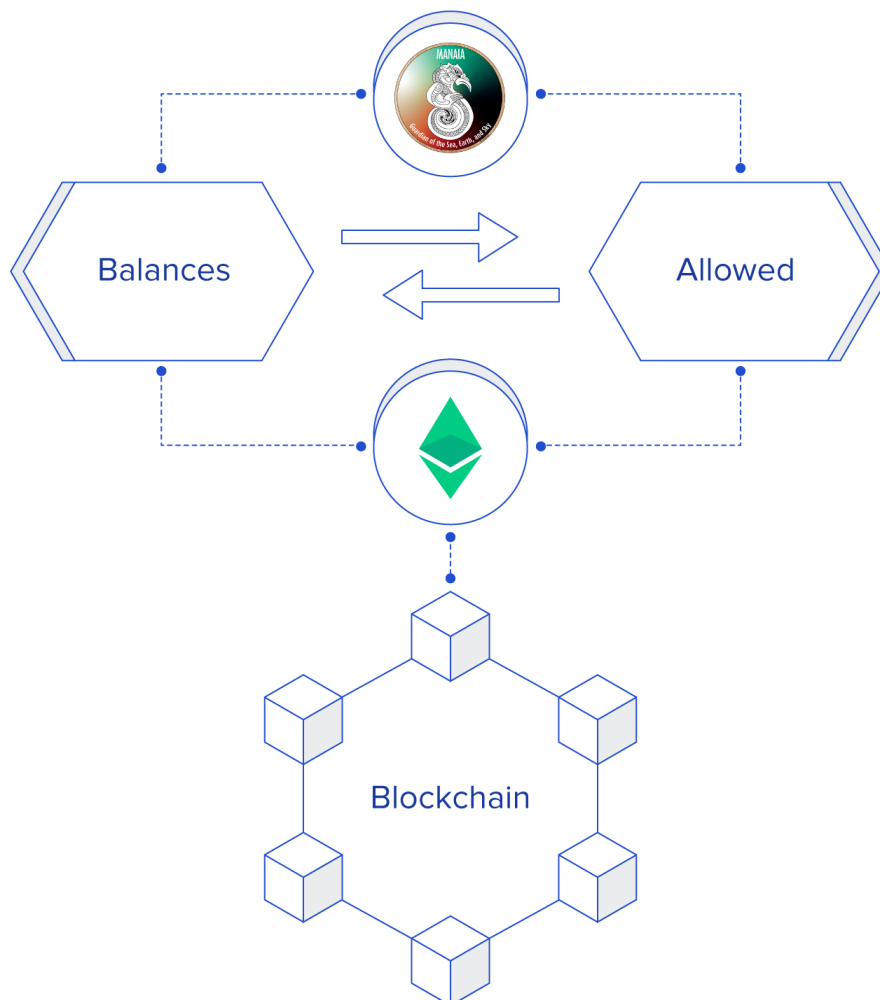 MANAIA
Guardian of the Sea, Earth, and Sky
Balances
Allowed
Blockchain